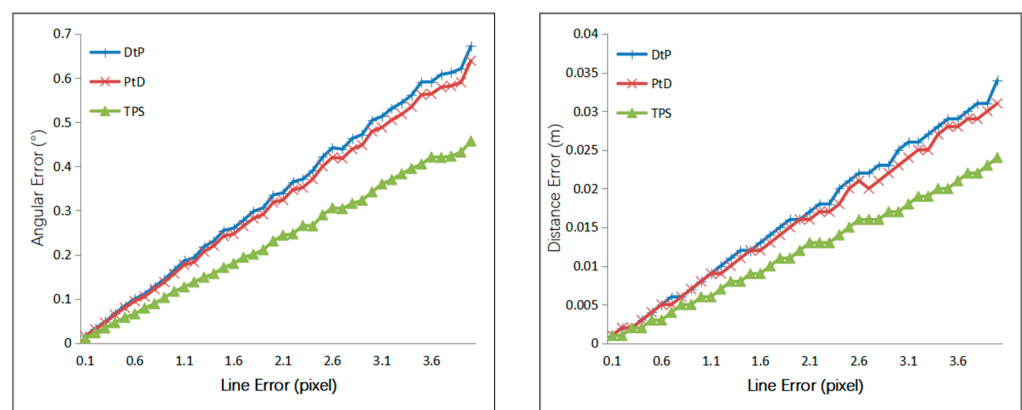 0.7
0.6
0.5
0.4
0.3
0.2
0.1
0
Angular Error (°)
DtP
PtD
TPS
0.1 0.6 1.1 1.6 2.1 2.6 3.1 3.6
Line Error (pixel)
0.04
0.035
0.03
0.025
0.02
0.015
0.01
0.005
0
Distance Error (m)
DtP
PtD
TPS
0.1 0.6 1.1 1.6 2.1 2.6 3.1 3.6
Line Error (pixel)